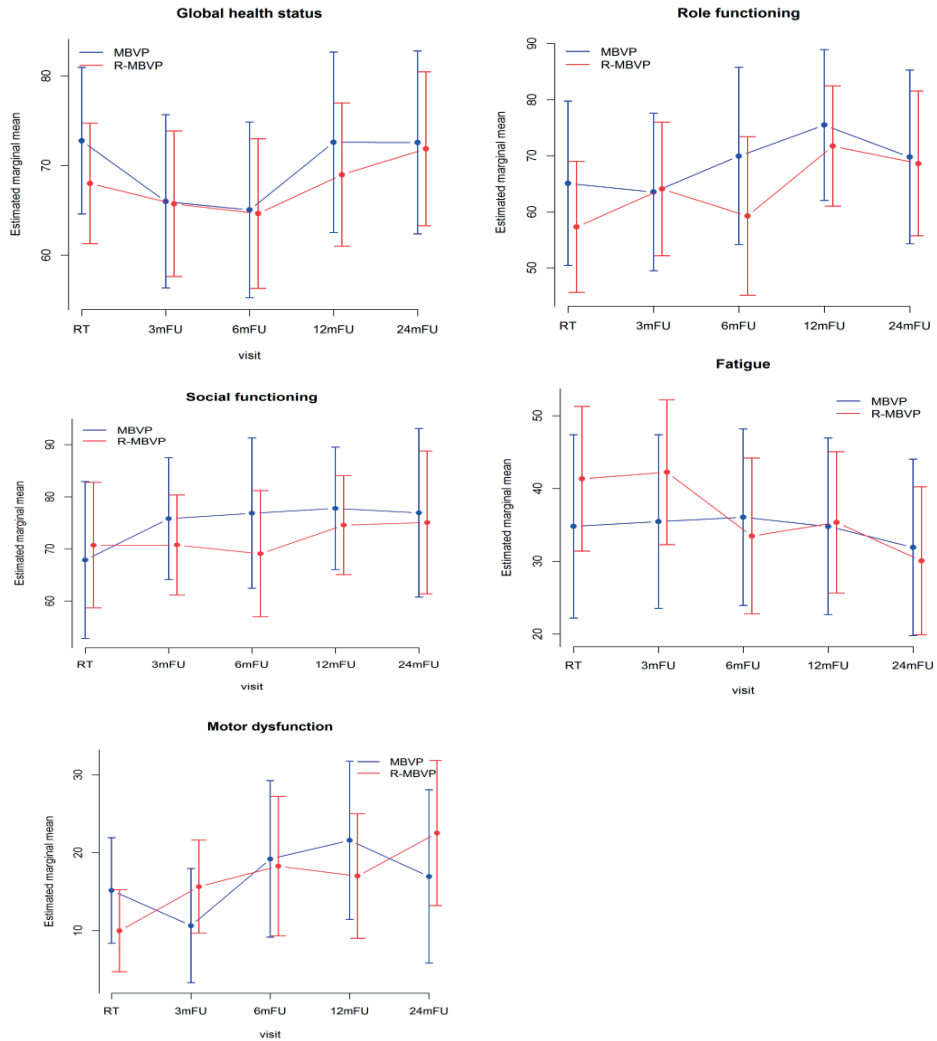 Global health status
MBVP
R-MBVP
Estimated marginal mean
80
70
60
RT 3mFU 6mFU 12mFU 24mFU
visit
Role functioning
MBVP
R-MBVP
Estimated marginal mean
90
80
70
60
50
RT 3mFU 6mFU 12mFU 24mFU
visit
Social functioning
MBVP
R-MBVP
Estimated marginal mean
90
80
70
60
RT 3mFU 6mFU 12mFU 24mFU
visit
Fatigue
MBVP
R-MBVP
Estimated marginal mean
50
40
30
20
RT 3mFU 6mFU 12mFU 24mFU
visit
Motor dysfunction
MBVP
R-MBVP
Estimated marginal mean
30
20
10
RT 3mFU 6mFU 12mFU 24mFU
visit